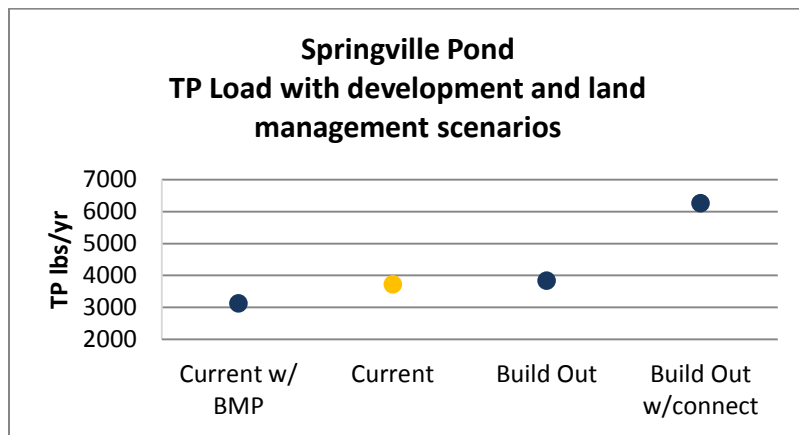 Springville Pond
TP Load with development and land
management scenarios
TP lbs/yr
7000
6000
5000
4000
3000
2000
Current w/
BMP
Current
Build Out
Build Out
w/connect